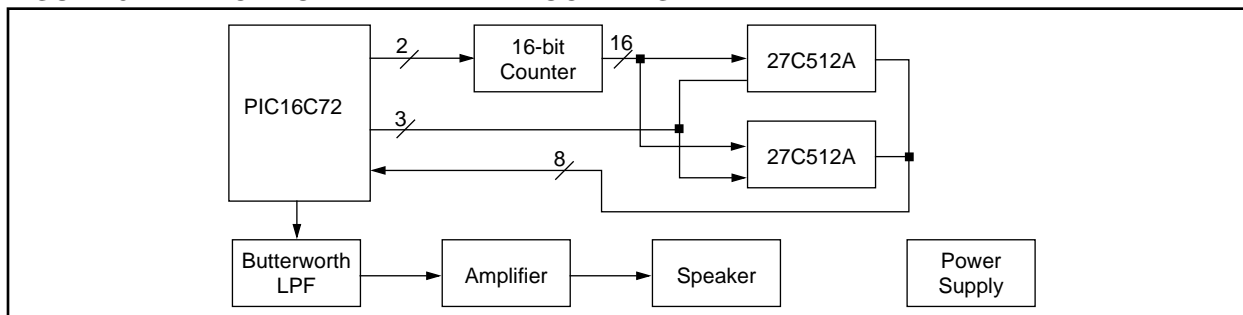 PIC16C72
2
16-bit
Counter
16
27C512A
3
27C512A
8
Butterworth
LPF
Amplifier
Speaker
Power
Supply